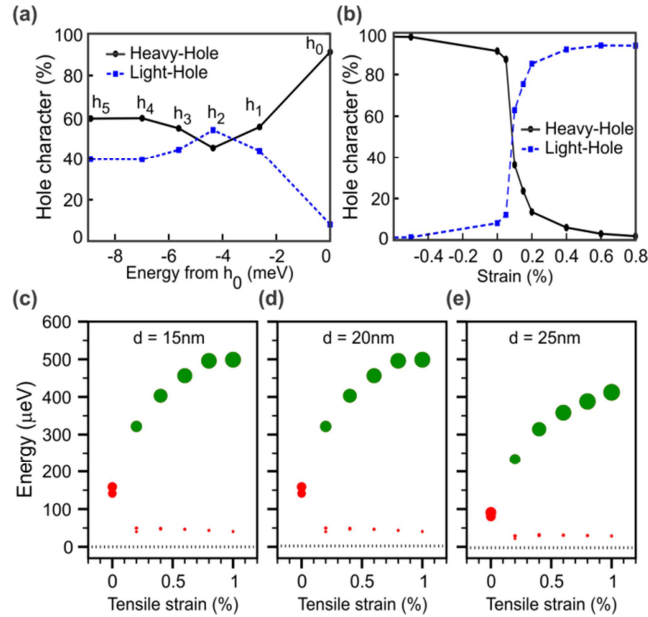 (a)
100
80
60
40
20
0
Hole character (%)
Heavy-Hole
Light-Hole
h5
h4
h3
h2
h1
h0
-8
-6
-4
-2
0
Energy from h0 (meV)
(b)
100
80
60
40
20
0
Hole character (%)
Heavy-Hole
Light-Hole
-0.4
-0.2
0
0.2
0.4
0.6
0.8
Strain (%)
(c)
600
500
400
300
200
100
0
Energy (μeV)
d = 15nm
0
0.5
1
Tensile strain (%)
(d)
d = 20nm
0
0.5
1
Tensile strain (%)
(e)
d = 25nm
0
0.5
1
Tensile strain (%)